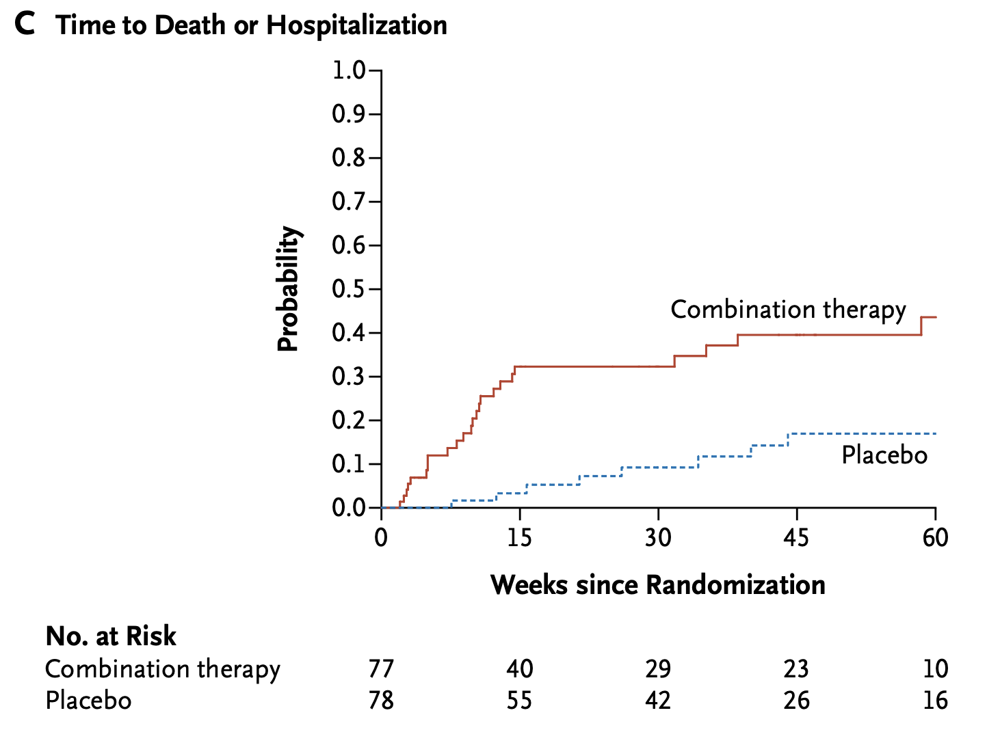 C Time to Death or Hospitalization
1.0
0.9
0.8
0.7
0.6
0.5
0.4
0.3
0.2
0.1
0.0
Probability
Combination therapy
Placebo
0 15 30 45 60
Weeks since Randomization
No. at Risk
Combination therapy 77 40 29 23 10
Placebo 78 55 42 26 16